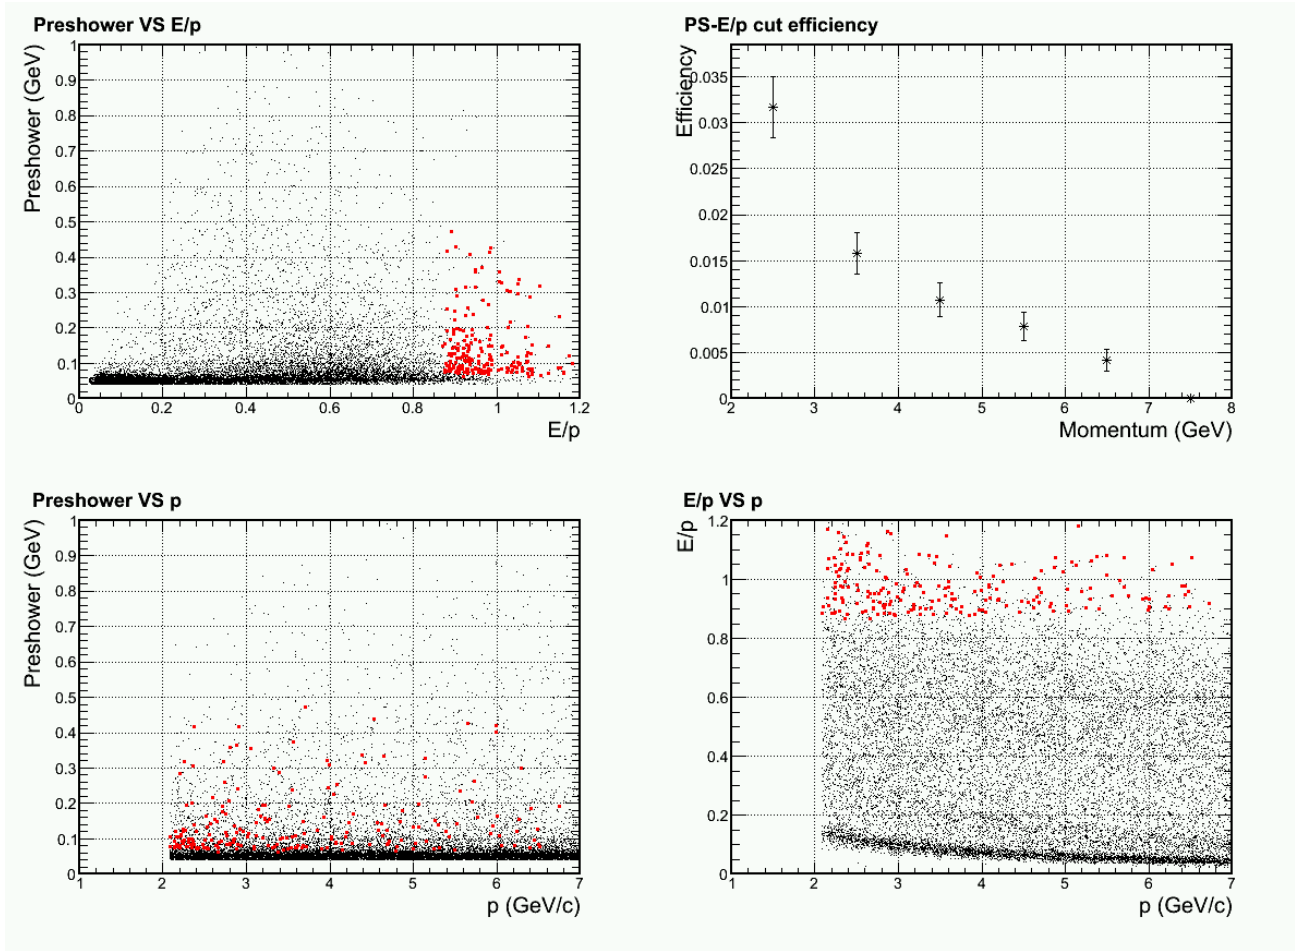 Preshower VS E/p
Preshower (GeV)
1
0.9
0.8
0.7
0.6
0.5
0.4
0.3
0.2
0.1
0
0 0.2 0.4 0.6 0.8 1 1.2
E/p
PS-E/p cut efficiency
Efficiency
0.035
0.03
0.025
0.02
0.015
0.01
0.005
0
2 3 4 5 6 7 8
Momentum (GeV)
Preshower VS p
Preshower (GeV)
1
0.9
0.8
0.7
0.6
0.5
0.4
0.3
0.2
0.1
0
1 2 3 4 5 6 7
p (GeV/c)
E/p VS p
E/p
1.2
1
0.8
0.6
0.4
0.2
0
1 2 3 4 5 6 7
p (GeV/c)